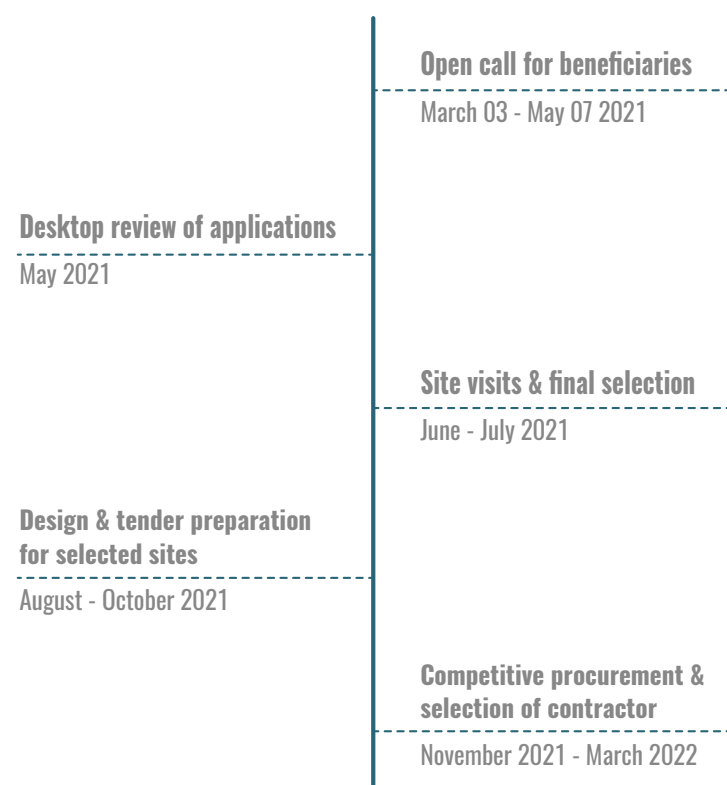 Open call for beneficiaries
March 03 - May 07 2021
Desktop review of applications
May 2021
Site visits & final selection
June - July 2021
Design & tender preparation
for selected sites
August - October 2021
Competitive procurement &
selection of contractor
November 2021 - March 2022